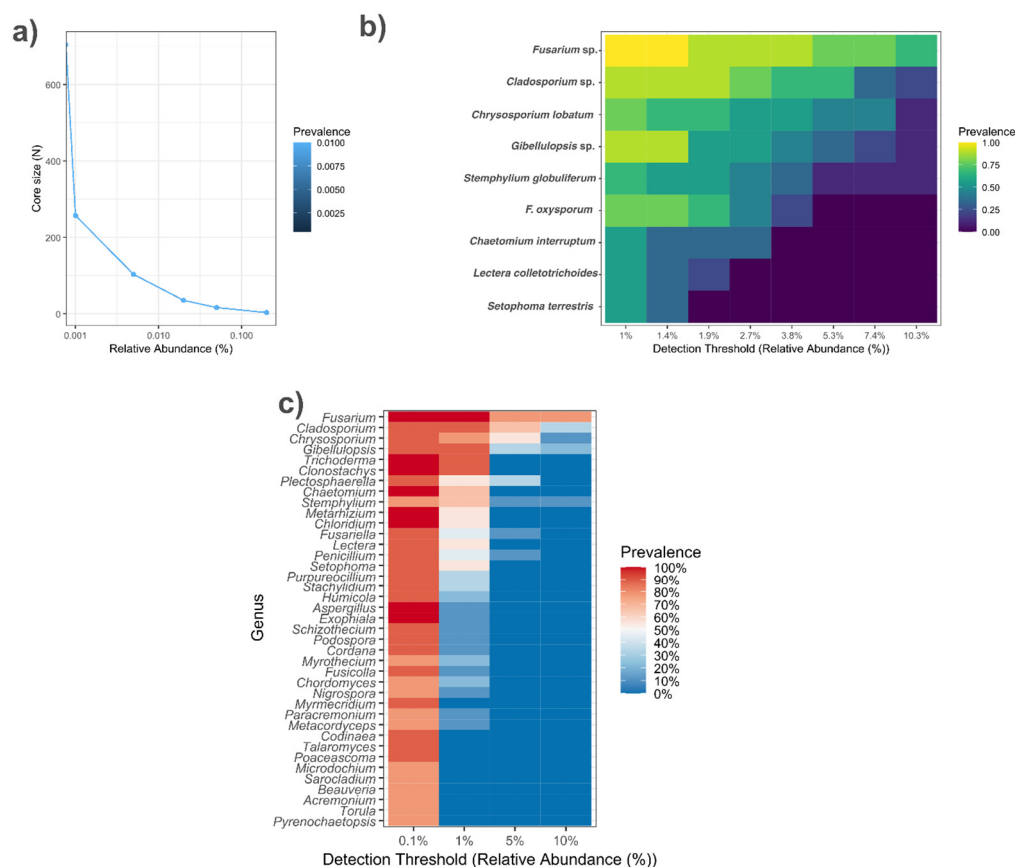 a)
Core size (N)
600
400
200
0
0.001
0.010
0.100
Relative Abundance (%)
Prevalence
0.0100
0.0075
0.0050
0.0025
b)
Fusarium sp.
Cladosporium sp.
Chrysosporium lobatum
Gibellulopsis sp.
Stemphylium globuliferum
F. oxysporum
Chaetomium interruptum
Lectera colletotrichoides
Setophoma terrestris
1%
1.4%
1.9%
2.7%
3.8%
5.3%
7.4%
10.3%
Detection Threshold (Relative Abundance (%))
Prevalence
1.00
0.75
0.50
0.25
0.00
c)
Genus
Fusarium
Cladosporium
Chrysosporium
Gibellulopsis
Trichoderma
Clonostachys
Plectosphaerella
Chaetomium
Stemphylium
Metarhizium
Chloridium
Fusariella
Lectera
Penicillium
Setophoma
Purpureocillium
Stachylidium
Humicola
Aspergillus
Exophiala
Schizothecium
Podospora
Cordana
Myrothecium
Fusicolla
Chordomyces
Nigrospora
Myrmecridium
Paracremonium
Metacordyceps
Codinaea
Talaromyces
Poaceascoma
Microdochium
Sarocladium
Beauveria
Acremonium
Torula
Pyrenochaetopsis
0.1%
1%
5%
10%
Detection Threshold (Relative Abundance (%))
Prevalence
100%
90%
80%
70%
60%
50%
40%
30%
20%
10%
0%